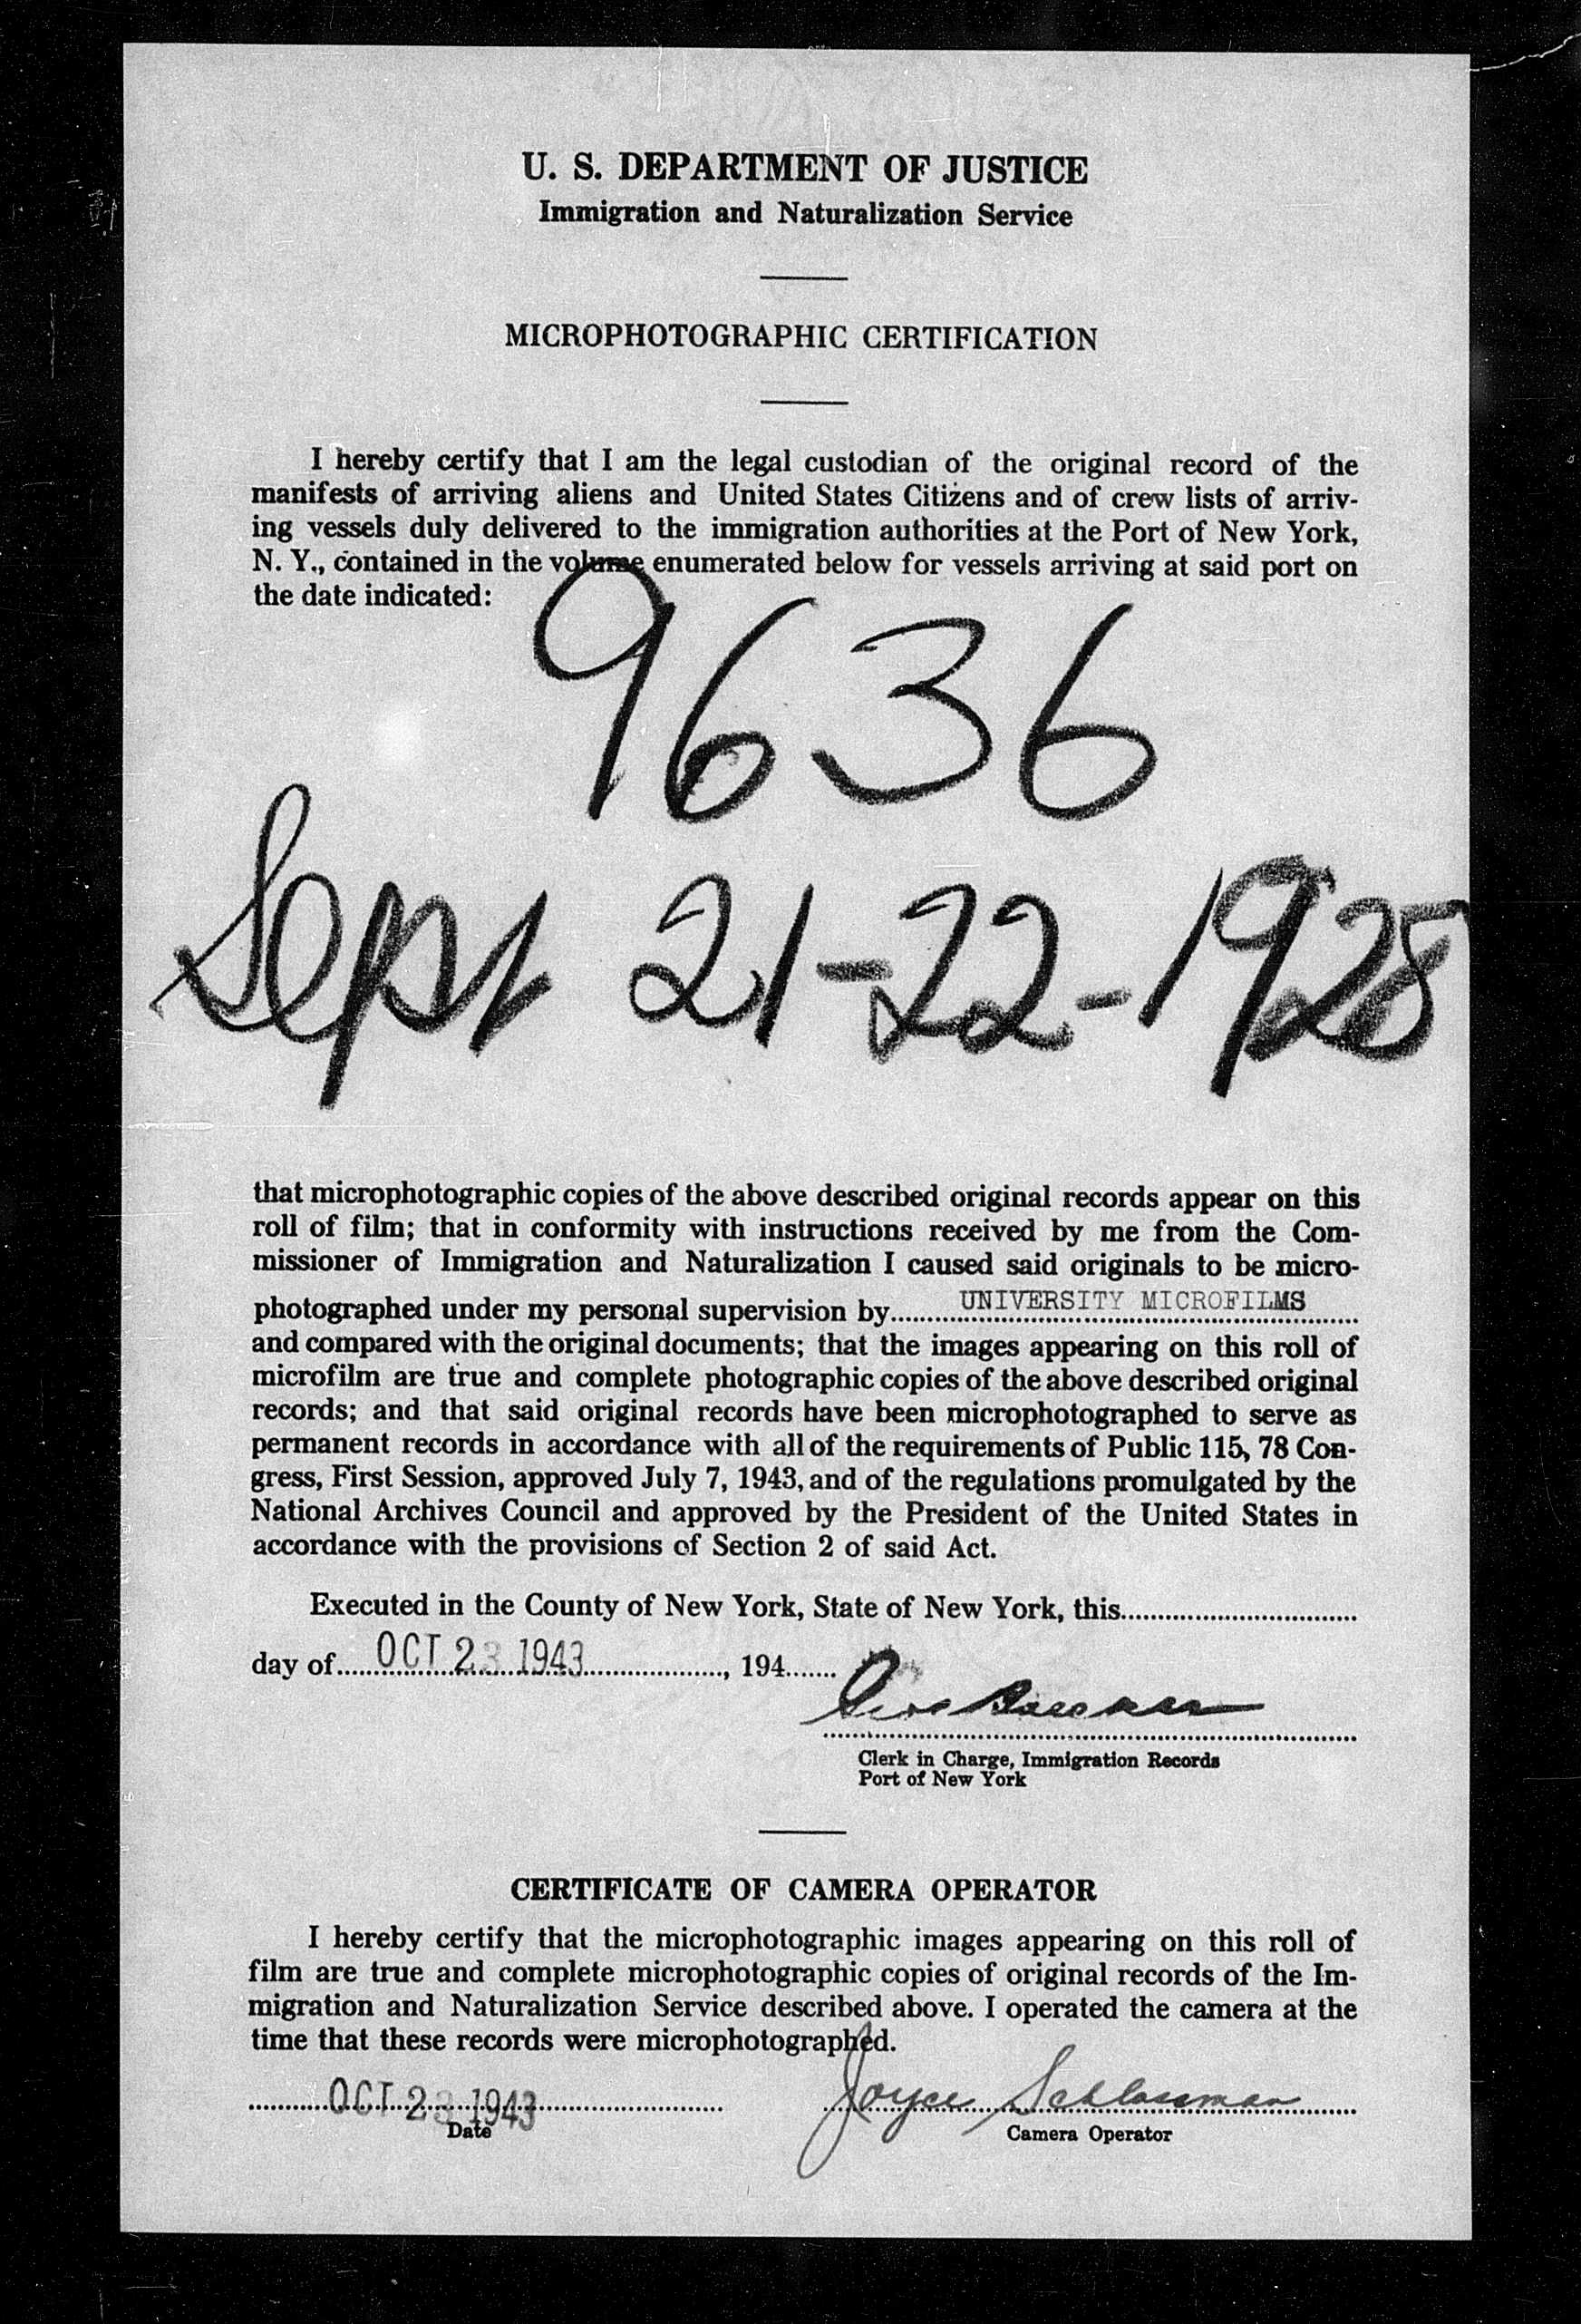 U. S. DEPARTMENT OF JUSTICE
Immigration and Naturalization Service
MICROPHOTOGRAPHIC CERTIFICATION
I hereby certify that I am the legal custodian of the original record of the
manifests of arriving aliens and United States Citizens and of crew lists of arriv-
ing vessels duly delivered to the immigration authorities at the Port of New York,
N. Y., contained in the volume enumerated below for vessels arriving at said port on
the date indicated:
9636
Sept 21-22-1928
that microphotographic copies of the above described original records appear on this
roll of film; that in conformity with instructions received by me from the Com-
missioner of Immigration and Naturalization I caused said originals to be micro-
photographed under my personal supervision by UNIVERSITY MICROFILMS
and compared with the original documents; that the images appearing on this roll of
microfilm are true and complete photographic copies of the above described original
records; and that said original records have been microphotographed to serve as
permanent records in accordance with all of the requirements of Public 115, 78 Con-
gress, First Session, approved July 7, 1943, and of the regulations promulgated by the
National Archives Council and approved by the President of the United States in
accordance with the provisions of Section 2 of said Act.
Executed in the County of New York, State of New York, this
day of OCT 23 1943, 194
Clerk in Charge, Immigration Records
Port of New York
CERTIFICATE OF CAMERA OPERATOR
I hereby certify that the microphotographic images appearing on this roll of
film are true and complete microphotographic copies of original records of the Im-
migration and Naturalization Service described above. I operated the camera at the
time that these records were microphotographed.
OCT 23 1943 Joyce Schlossman
Date Camera Operator